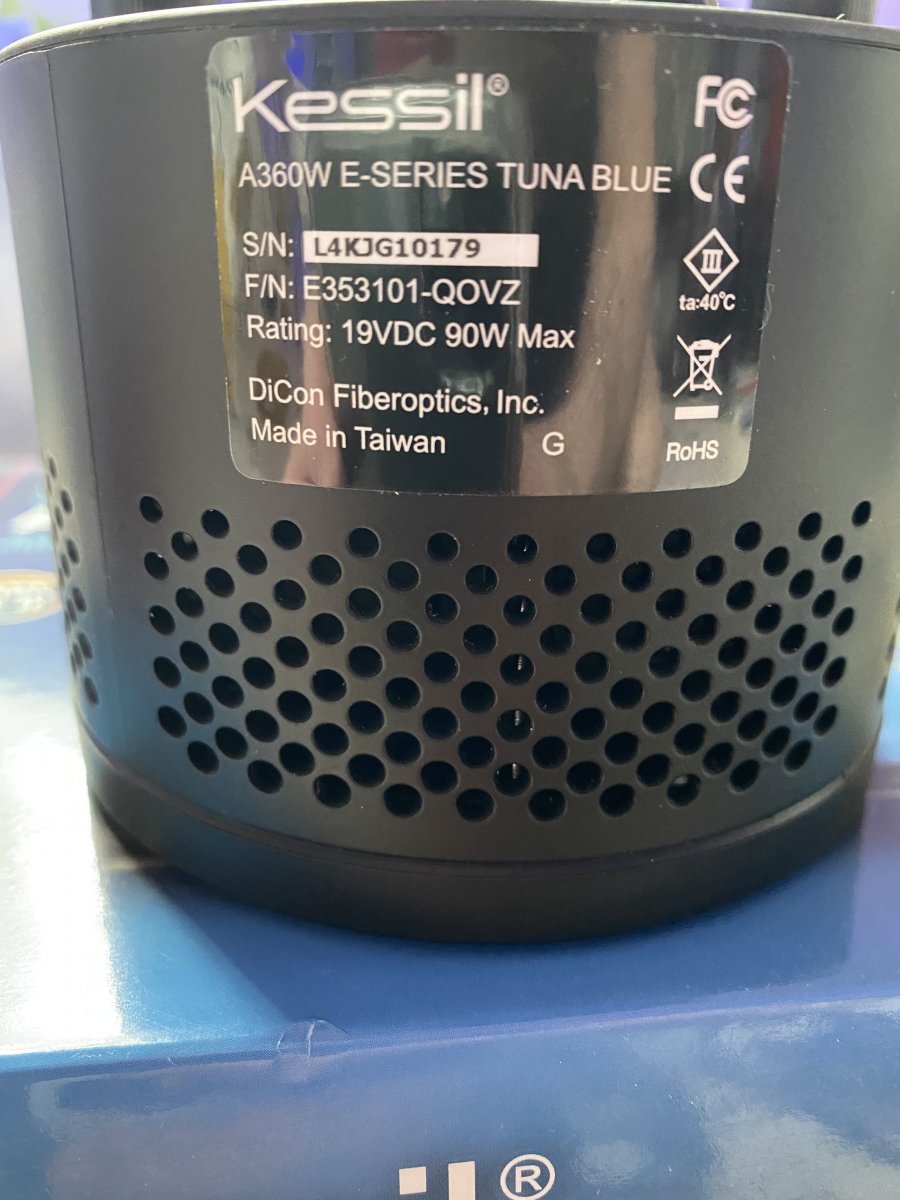 Kessil®
FC
A360W E-SERIES TUNA BLUE
CE
S/N: L4KJG10179
III
F/N: E353101-QOVZ
ta:40°C
Rating: 19VDC 90W Max
DiCon Fiberoptics, Inc.
Made in Taiwan G
RoHS
il®